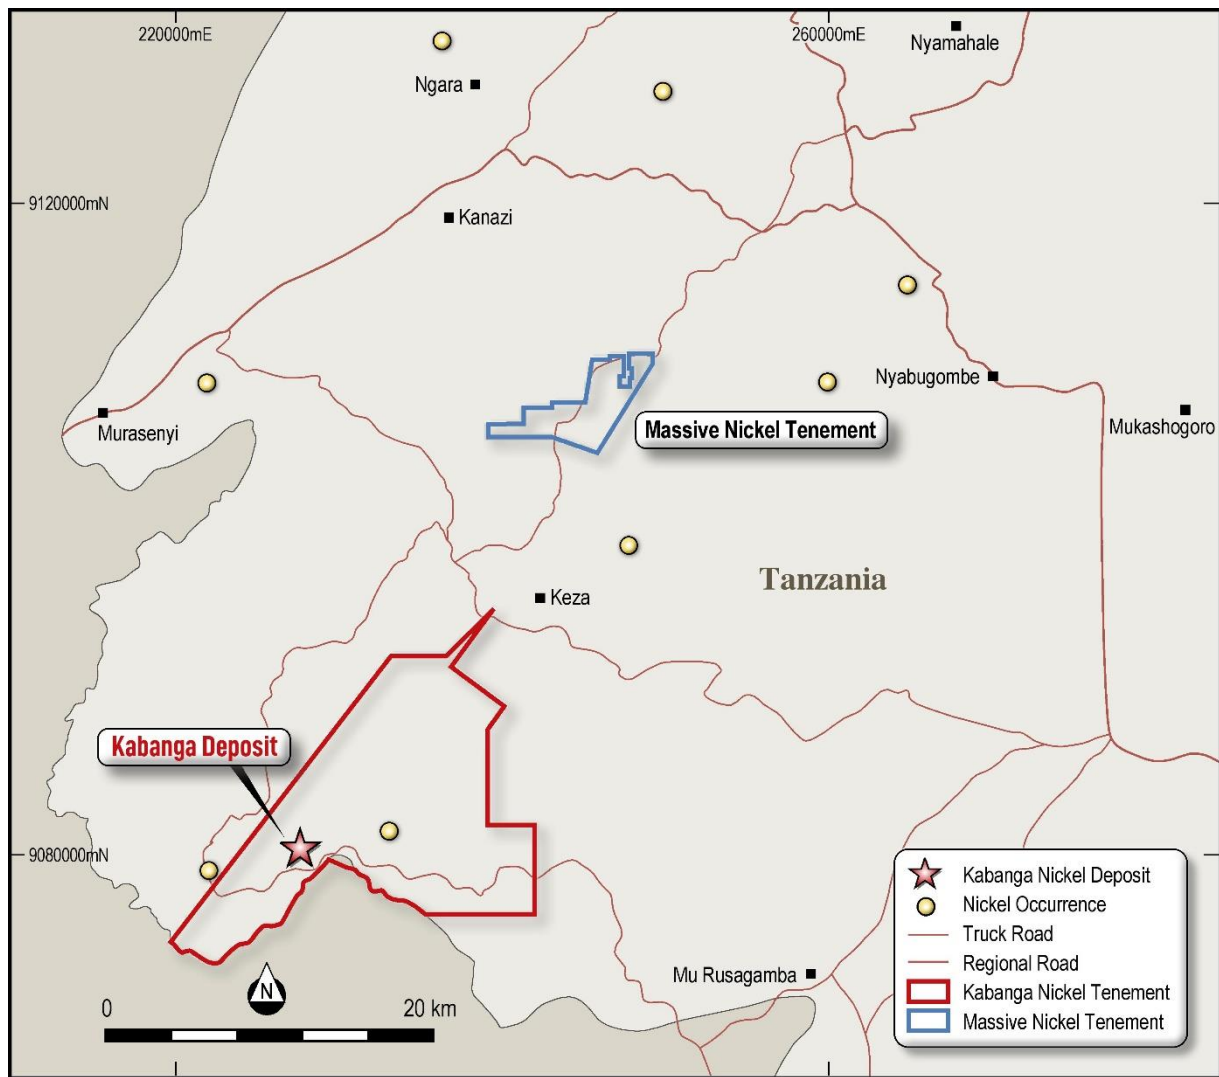 220000mE
260000mE
Nyamahale
Ngara
9120000mN
Kanazi
Nyabugombe
Murasenyi
Massive Nickel Tenement
Mukashogoro
Keza
Tanzania
Kabanga Deposit
9080000mN
Kabanga Nickel Deposit
Nickel Occurrence
Truck Road
Regional Road
Kabanga Nickel Tenement
Massive Nickel Tenement
Mu Rusagamba
N
0 20 km